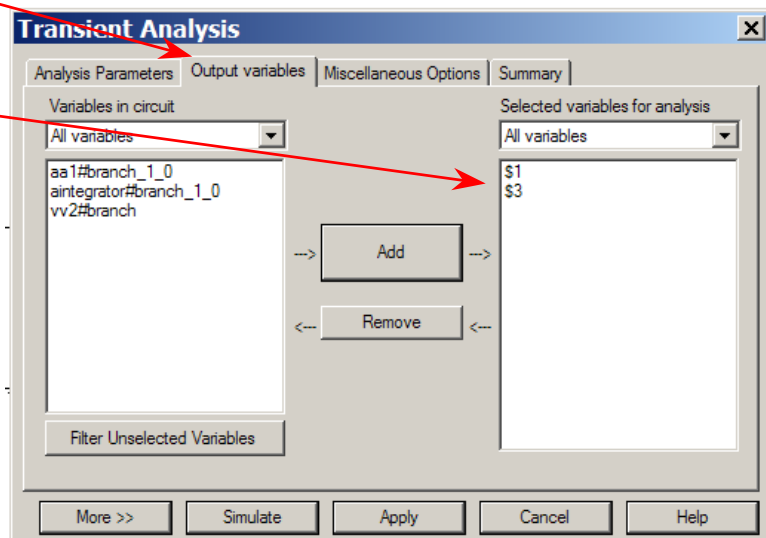 Transient Analysis
Analysis Parameters Output variables Miscellaneous Options Summary
Variables in circuit Selected variables for analysis
All variables All variables
aa1#branch_1_0 $1
aintegrator#branch_1_0 $3
vv2#branch
---> Add --->
<--- Remove <---
Filter Unselected Variables
More >> Simulate Apply Cancel Help